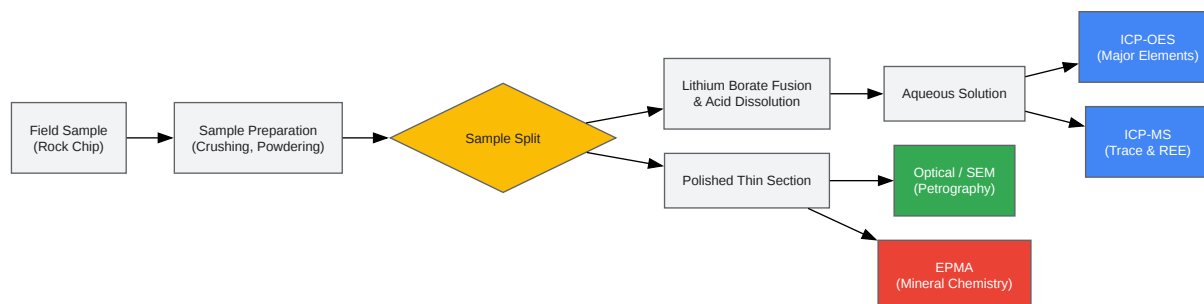 Field Sample
(Rock Chip)
Sample Preparation
(Crushing, Powdering)
Sample Split
Lithium Borate Fusion
& Acid Dissolution
Aqueous Solution
ICP-OES
(Major Elements)
ICP-MS
(Trace & REE)
Polished Thin Section
Optical / SEM
(Petrography)
EPMA
(Mineral Chemistry)